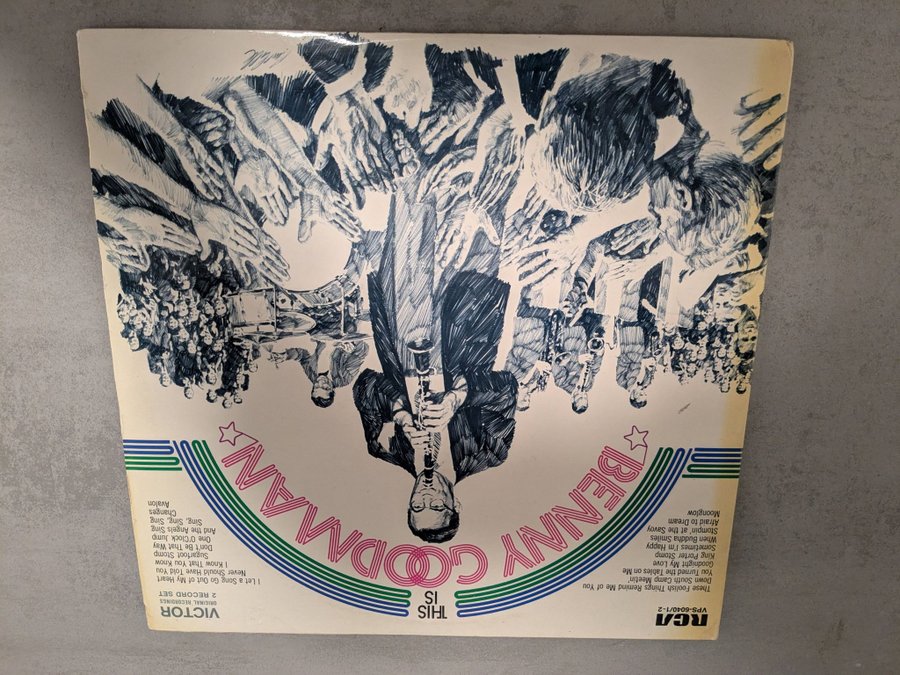 RCA
VPS-6040/1-2
These Foolish Things Remind Me of You
Down South Camp Meetin'
You Turned the Tables on Me
Goodnight My Love
King Porter Stomp
Sometimes I'm Happy
When Buddha Smiles
Stompin' at the Savoy
Afraid to Dream
Moonglow
THIS
IS
BENNY GOODMAN
VICTOR
ORIGINAL RECORDINGS
2 RECORD SET
I Let a Song Go Out of My Heart
Never Should Have Told You
I Know That You Know
Sugarfoot Stomp
Don't Be That Way
One O'Clock Jump
And the Angels Sing
Sing, Sing, Sing
Changes
Avalon